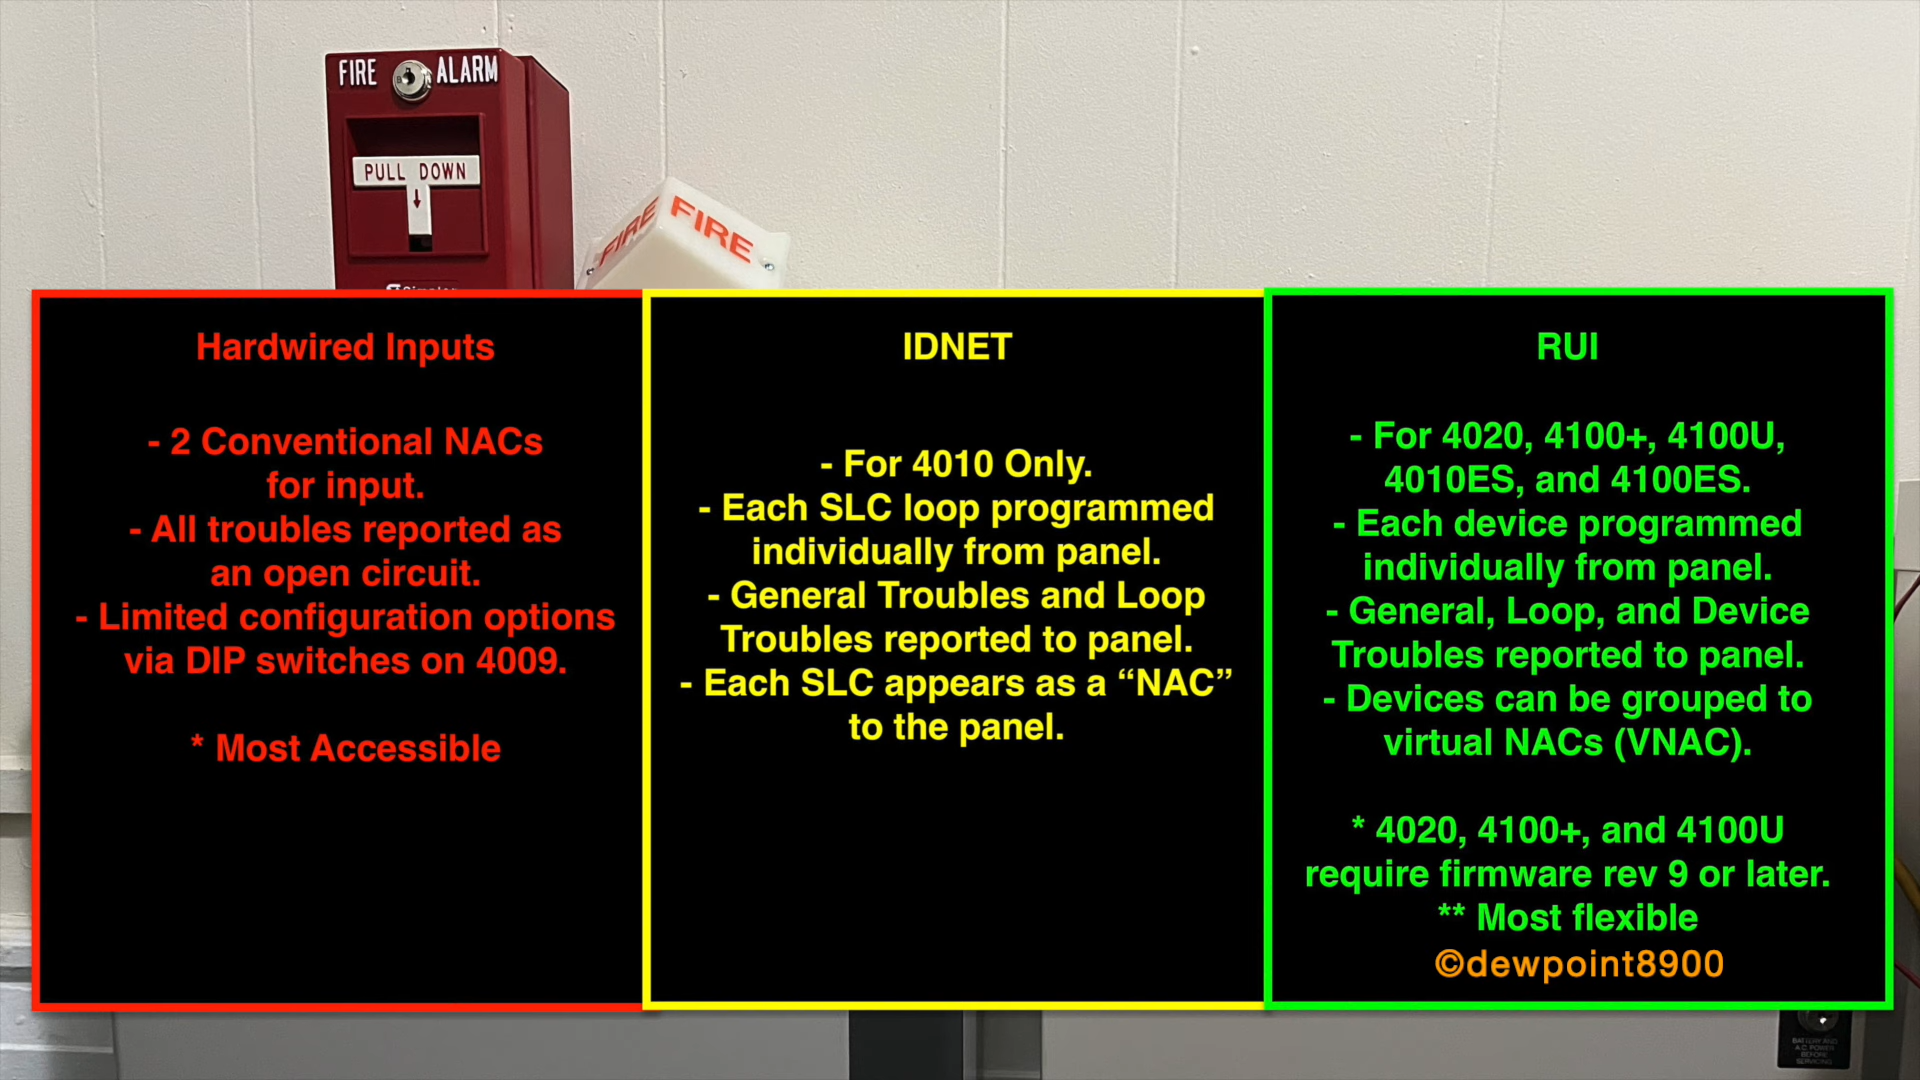 FIRE ALARM
PULL DOWN
FIRE FIRE
Hardwired Inputs
- 2 Conventional NACs
for input.
- All troubles reported as
an open circuit.
- Limited configuration options
via DIP switches on 4009.
* Most Accessible
IDNET
- For 4010 Only.
- Each SLC loop programmed
individually from panel.
- General Troubles and Loop
Troubles reported to panel.
- Each SLC appears as a “NAC”
to the panel.
RUI
- For 4020, 4100+, 4100U,
4010ES, and 4100ES.
- Each device programmed
individually from panel.
- General, Loop, and Device
Troubles reported to panel.
- Devices can be grouped to
virtual NACs (VNAC).
* 4020, 4100+, and 4100U
require firmware rev 9 or later.
** Most flexible
©dewpoint8900
BATTERY AND
A.C. POWER
BEFORE
SERVICING